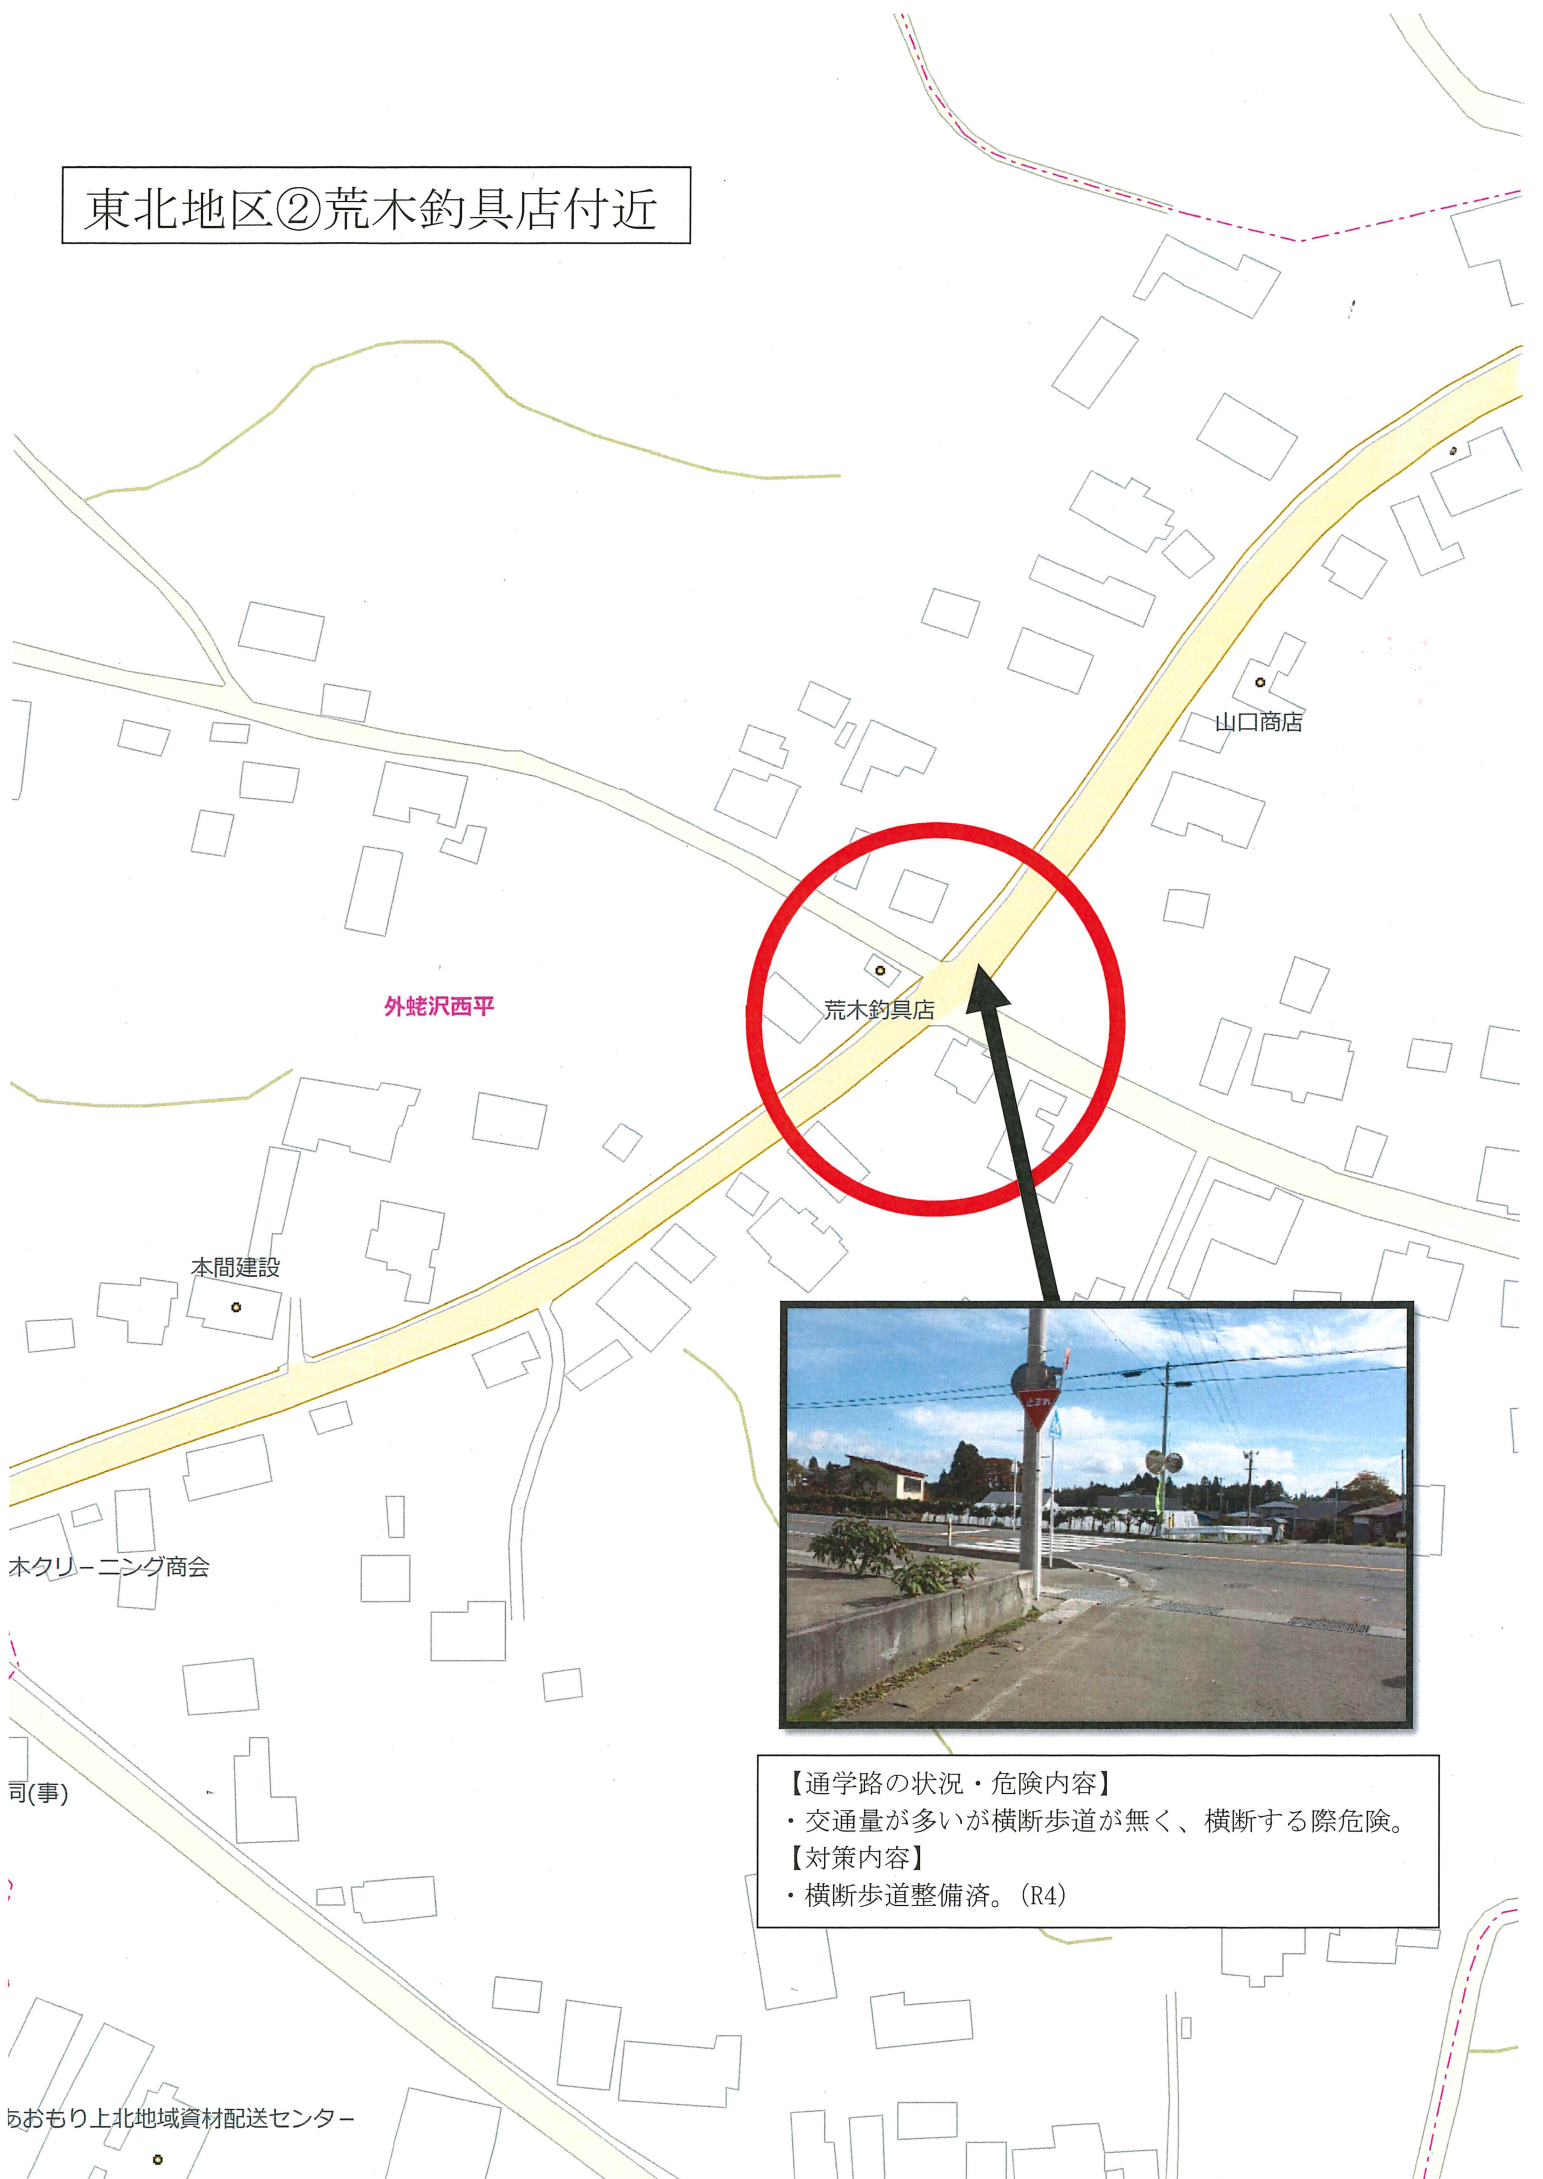 東北地区②荒木釣具店付近
山口商店
荒木釣具店
外蛯沢西平
本間建設
止まれ
木クリーニング商会
司(事)
【通学路の状況・危険内容】
・交通量が多いが横断歩道が無く、横断する際危険。
【対策内容】
・横断歩道整備済。(R4)
あおもり上北地域資材配送センター